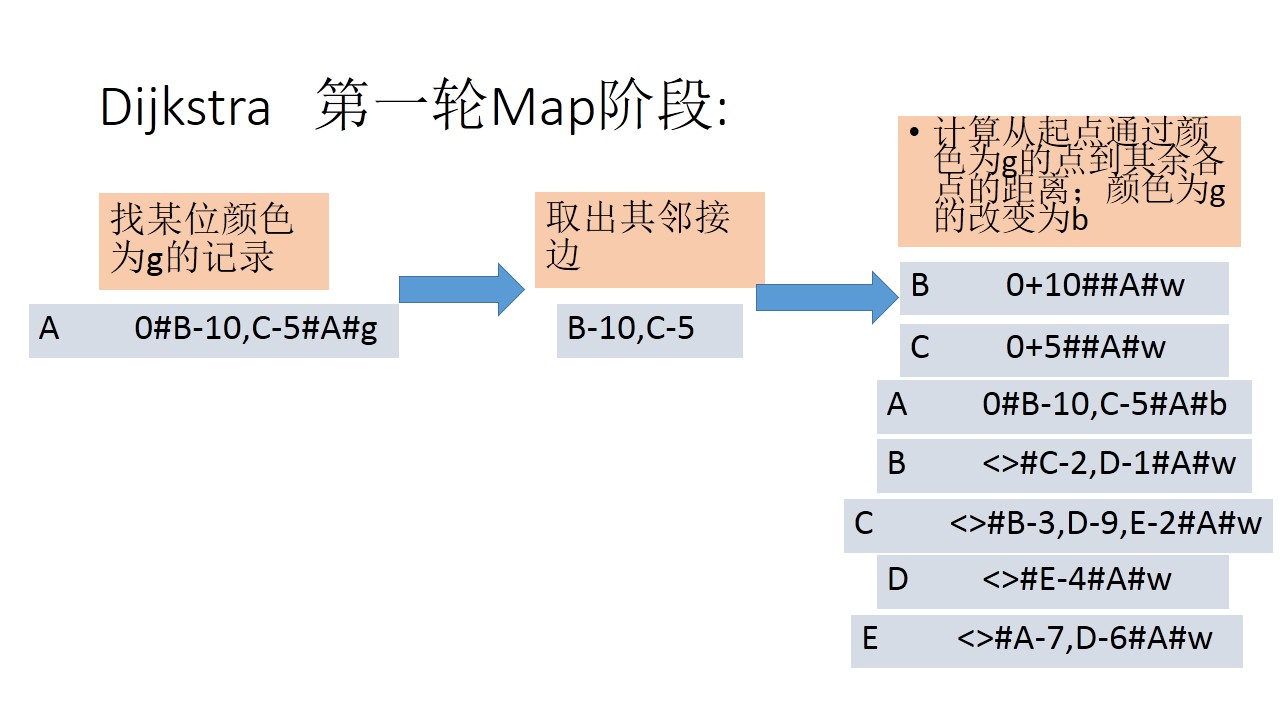 Dijkstra 第一轮Map阶段:
找某位颜色
为g的记录
A 0#B-10,C-5#A#g
取出其邻接
边
B-10,C-5
• 计算从起点通过颜
色为g的点到其余各
点的距离；颜色为g
的改变为b
B 0+10##A#w
C 0+5##A#w
A 0#B-10,C-5#A#b
B <>#C-2,D-1#A#w
C <>#B-3,D-9,E-2#A#w
D <>#E-4#A#w
E <>#A-7,D-6#A#w